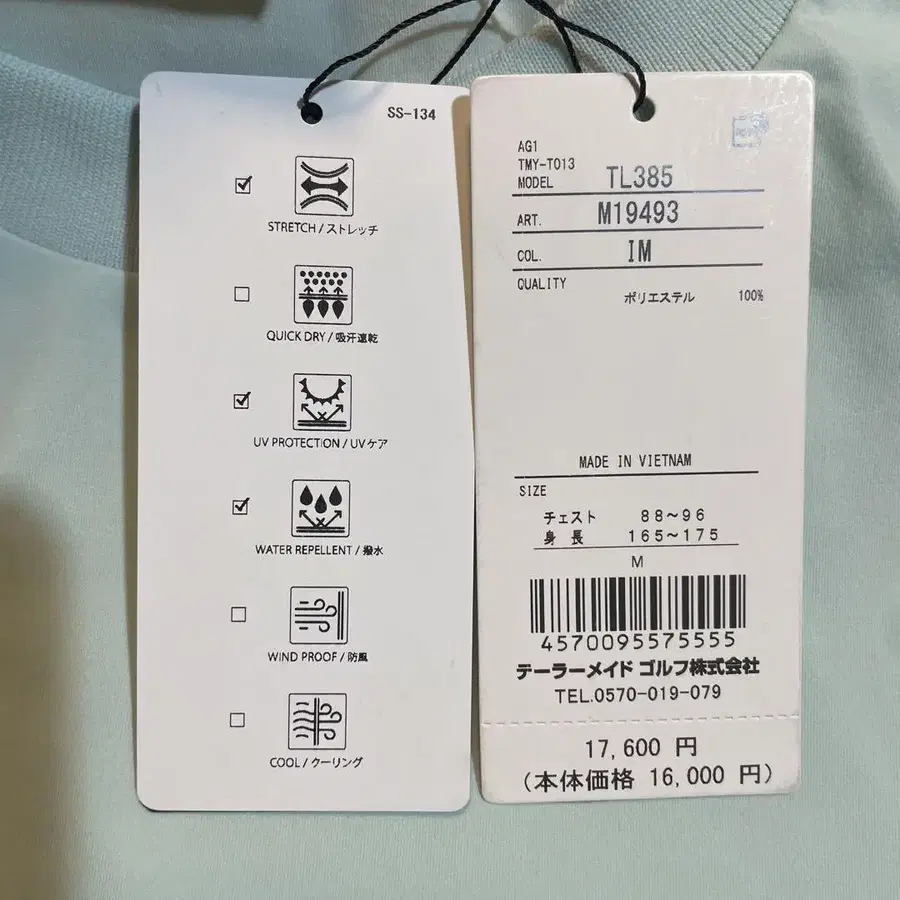 SS-134
STRETCH / ストレッチ
QUICK DRY / 吸汗速乾
UV PROTECTION / UVケア
WATER REPELLENT / 撥水
WIND PROOF / 防風
COOL / クーリング
AG1
TMY-T013
MODEL TL385
ART. M19493
COL. IM
QUALITY
ポリエステル 100%
MADE IN VIETNAM
SIZE
チェスト 88～96
身 長 165～175
M
4570095575555
テーラーメイド ゴルフ株式会社
TEL.0570-019-079
17,600 円
(本体価格 16,000 円)